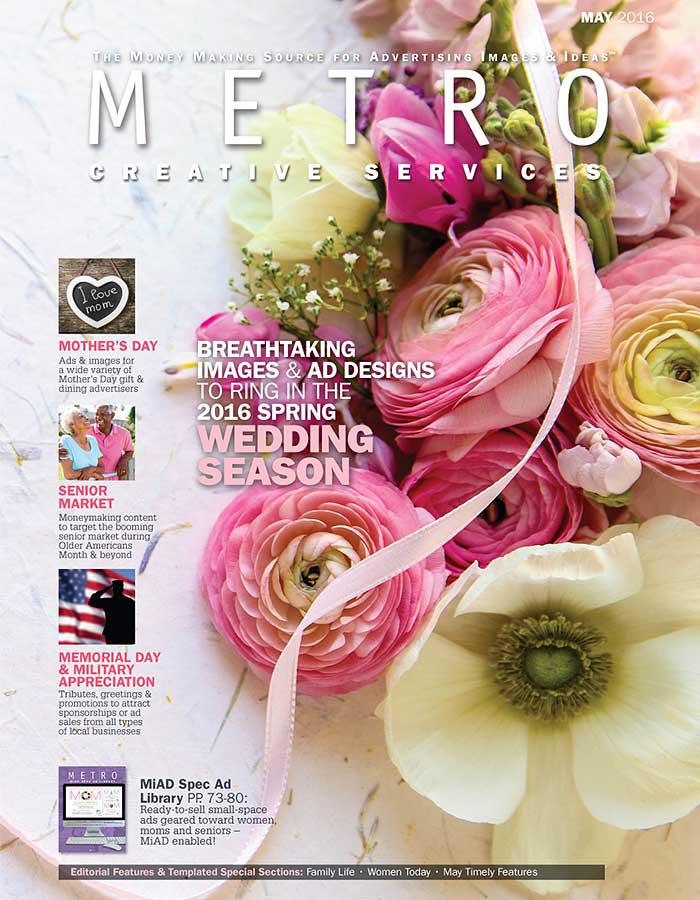 MAY 2016
THE MONEY MAKING SOURCE FOR ADVERTISING IMAGES & IDEAS™
METRO
CREATIVE SERVICES
I love
mom
MOTHER'S DAY
Ads & images for
a wide variety of
Mother's Day gift &
dining advertisers
BREATHTAKING
IMAGES & AD DESIGNS
TO RING IN THE
2016 SPRING
WEDDING
SEASON
SENIOR
MARKET
Moneymaking content
to target the booming
senior market during
Older Americans
Month & beyond
MEMORIAL DAY
& MILITARY
APPRECIATION
Tributes, greetings &
promotions to attract
sponsorships or ad
sales from all types
of local businesses
METRO
MOM
MiAD Spec Ad
Library PP. 73-80:
Ready-to-sell small-space
ads geared toward women,
moms and seniors –
MiAD enabled!
Editorial Features & Templated Special Sections: Family Life • Women Today • May Timely Features